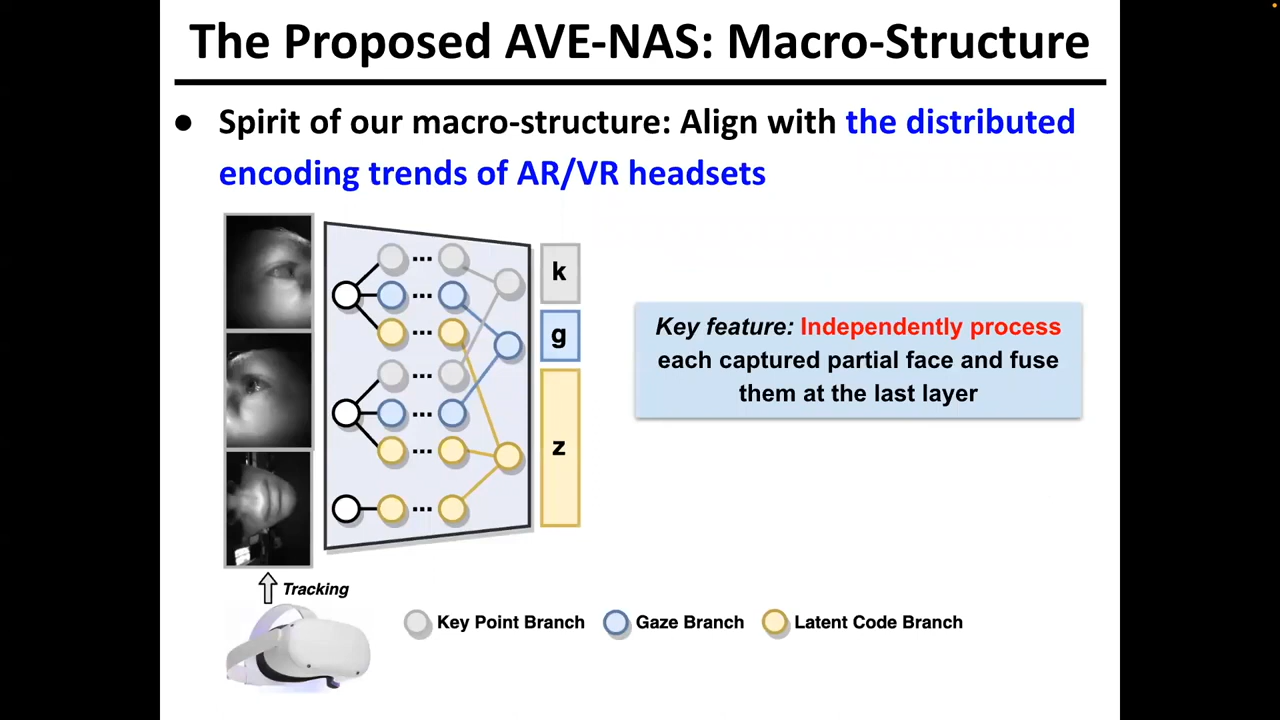 The Proposed AVE-NAS: Macro-Structure
● Spirit of our macro-structure: Align with the distributed
encoding trends of AR/VR headsets
k
g
z
...
...
...
...
...
...
...
Key feature: Independently process
each captured partial face and fuse
them at the last layer
Tracking
Key Point Branch
Gaze Branch
Latent Code Branch